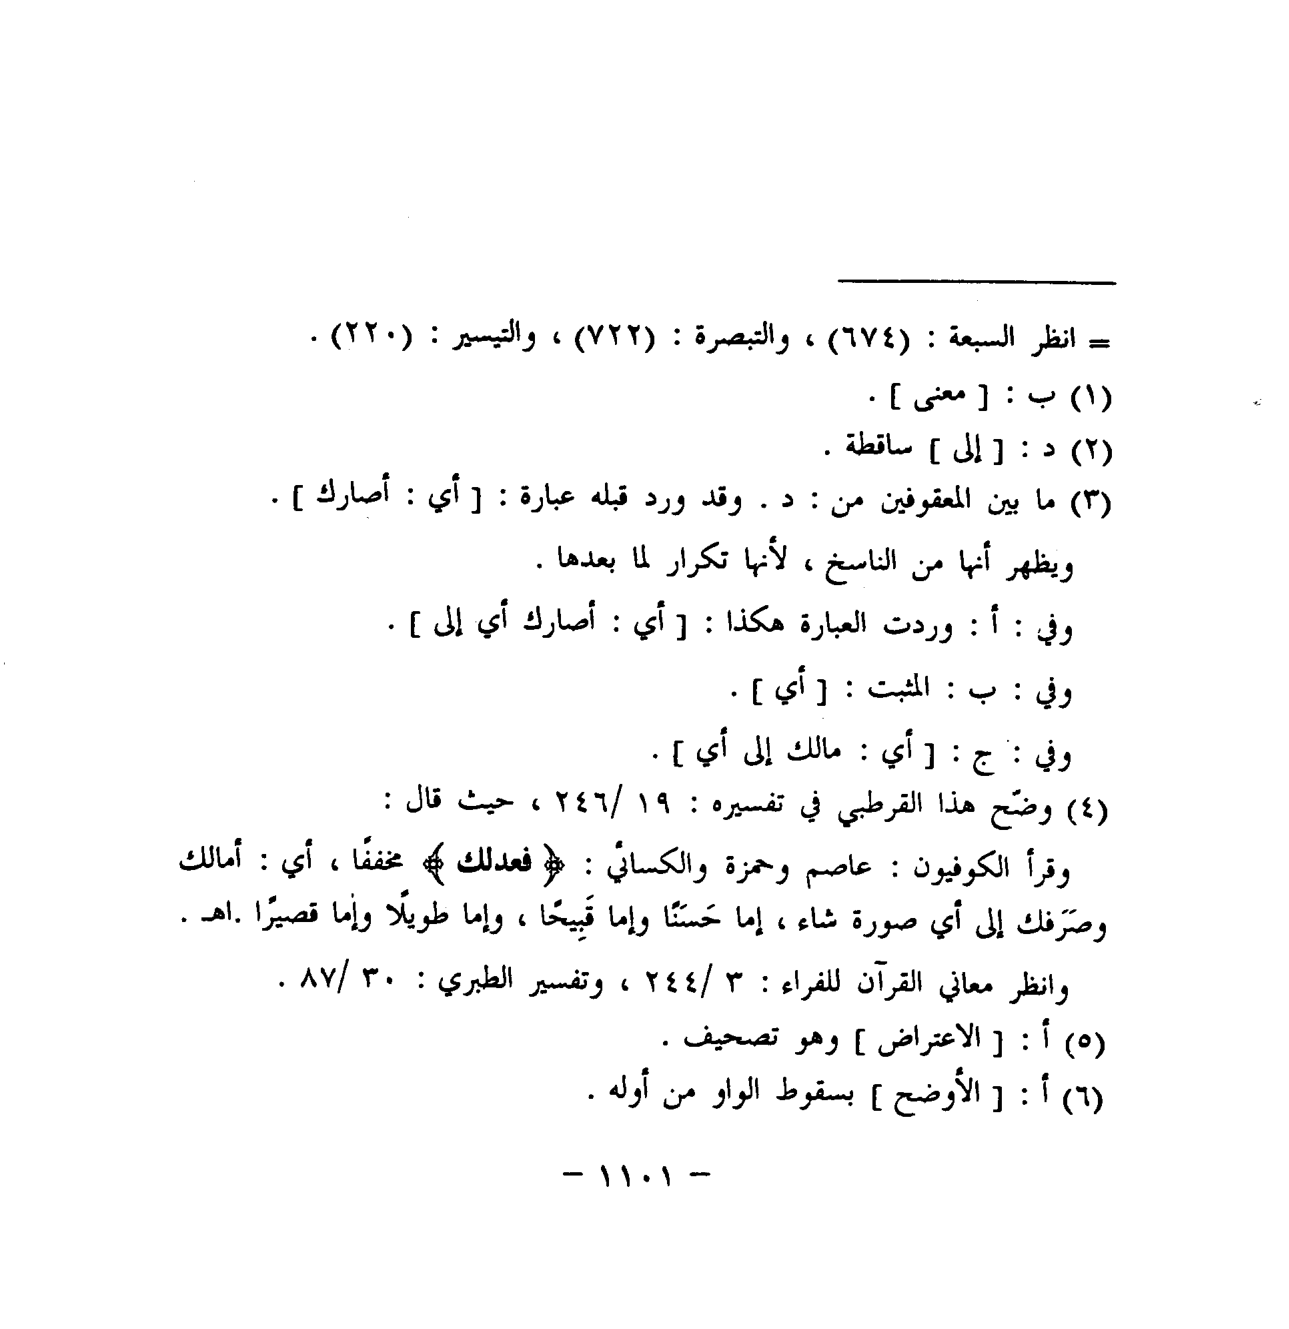 = انظر السبعة : (٦٧٤) ، والتبصرة : (٧٢٢) ، والتيسير : (٢٢٠) .
(١) ب : [ معنى ] .
(٢) د : [ إلى ] ساقطة .
(٣) ما بين المعقوفين من : د . وقد ورد قبله عبارة : [ أي : أصارك ] .
ويظهر أنها من الناسخ ، لأنها تكرار لما بعدها .
وفي : أ : وردت العبارة هكذا : [ أي : أصارك أي إلى ] .
وفي : ب : المثبت : [ أي ] .
وفي : ج : [ أي : مالك إلى أي ] .
(٤) وضّح هذا القرطبي في تفسيره : ١٩ /٢٤٦ ، حيث قال :
وقرأ الكوفيون : عاصم وحمزة والكسائي : ﴿ فعدلك ﴾ مخففًا ، أي : أمالك
وصَرَفك إلى أي صورة شاء ، إما حَسَنًا وإما قَبِيحًا ، وإما طويلًا وإما قصيرًا .اهـ .
وانظر معاني القرآن للفراء : ٣ /٢٤٤ ، وتفسير الطبري : ٣٠ /٨٧ .
(٥) أ : [ الاعتراض ] وهو تصحيف .
(٦) أ : [ الأوضح ] بسقوط الواو من أوله .
– ١١٠١ –